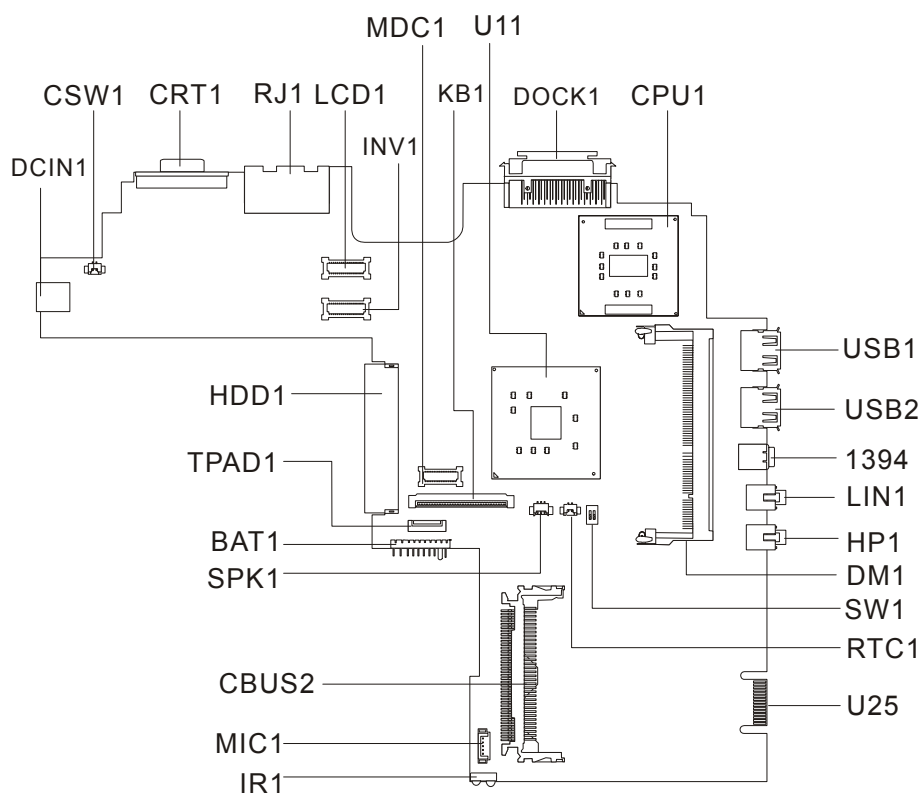 MDC1
U11
CSW1
CRT1
RJ1
LCD1
KB1
DOCK1
CPU1
DCIN1
INV1
HDD1
TPAD1
BAT1
SPK1
CBUS2
MIC1
IR1
USB1
USB2
1394
LIN1
HP1
DM1
SW1
RTC1
U25